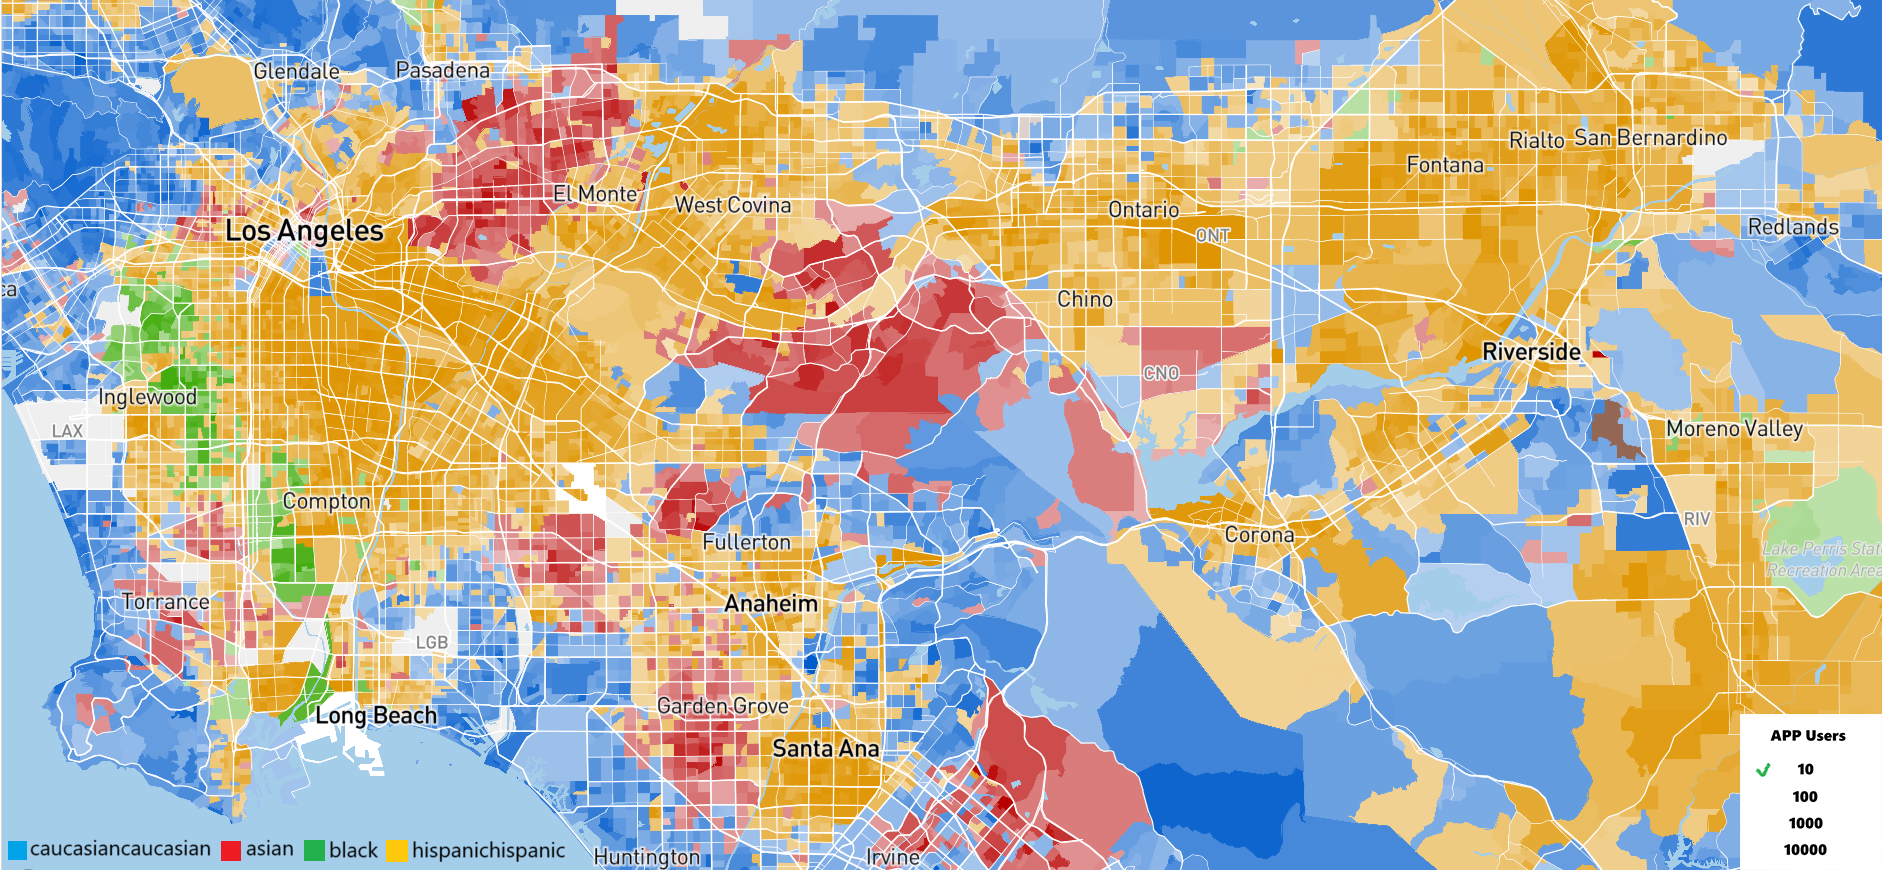 Glendale
Pasadena
Rialto
San Bernardino
Fontana
El Monte
West Covina
Ontario
Los Angeles
ONT
Redlands
ca
Chino
Riverside
CNO
Inglewood
LAX
Moreno Valley
Compton
RIV
Fullerton
Corona
Lake Perris Stat
Recreation Area
Torrance
Anaheim
LGB
Garden Grove
Long Beach
Santa Ana
APP Users
10
100
1000
10000
caucasiancaucasian
asian
black
hispanichispanic
Huntington
Irvine